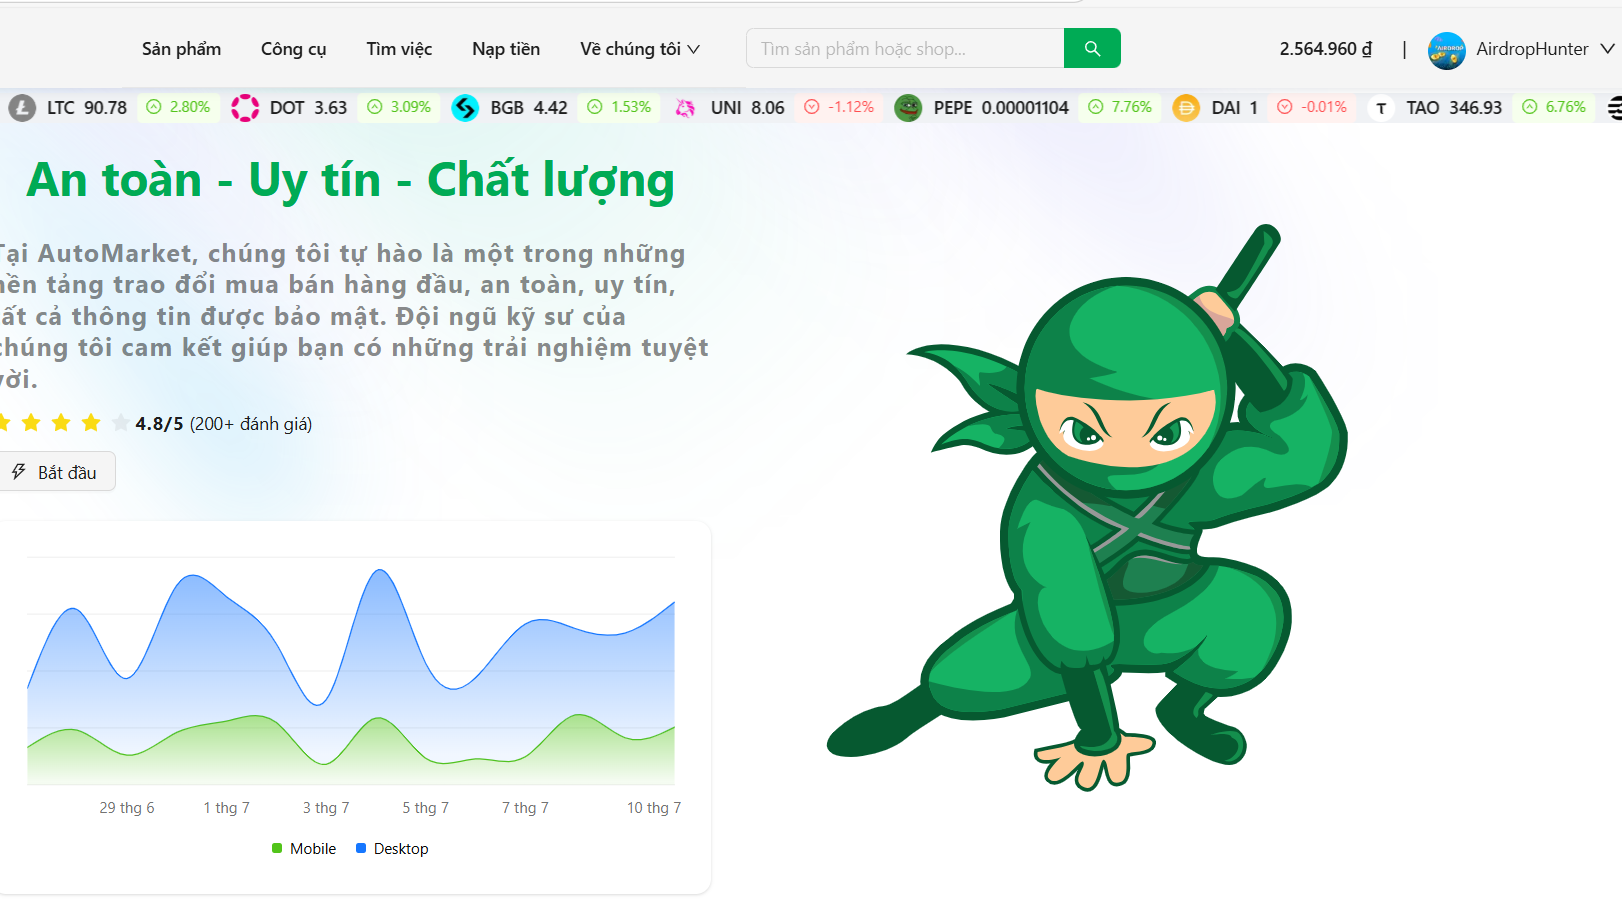 Sản phẩm Công cụ Tìm việc Nạp tiền Về chúng tôi Tìm sản phẩm hoặc shop... 2.564.960 ₫ | AirdropHunter
LTC 90.78 2.80% DOT 3.63 3.09% BGB 4.42 1.53% UNI 8.06 -1.12% PEPE 0.00001104 7.76% DAI 1 -0.01% TAO 346.93 6.76%
An toàn - Uy tín - Chất lượng
Tại AutoMarket, chúng tôi tự hào là một trong những
nền tảng trao đổi mua bán hàng đầu, an toàn, uy tín,
tất cả thông tin được bảo mật. Đội ngũ kỹ sư của
chúng tôi cam kết giúp bạn có những trải nghiệm tuyệt
vời.
4.8/5 (200+ đánh giá)
Bắt đầu
29 thg 6 1 thg 7 3 thg 7 5 thg 7 7 thg 7 10 thg 7
Mobile Desktop